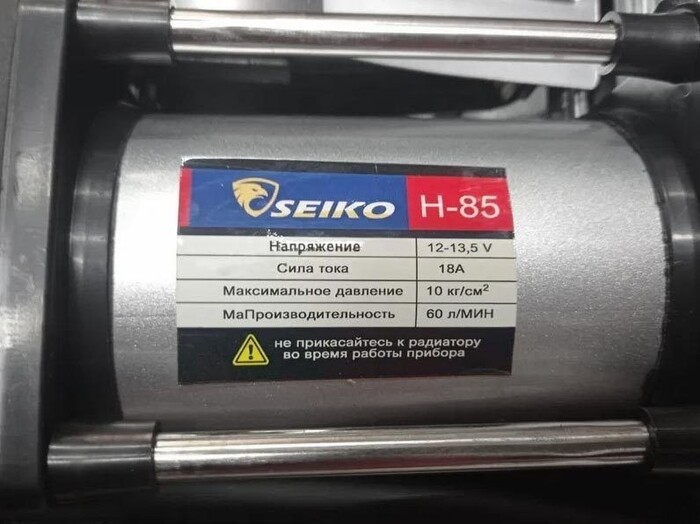 SEIKO H-85
Напряжение 12-13,5 V
Сила тока 18А
Максимальное давление 10 кг/см²
МаПроизводительность 60 л/МИН
не прикасайтесь к радиатору
во время работы прибора